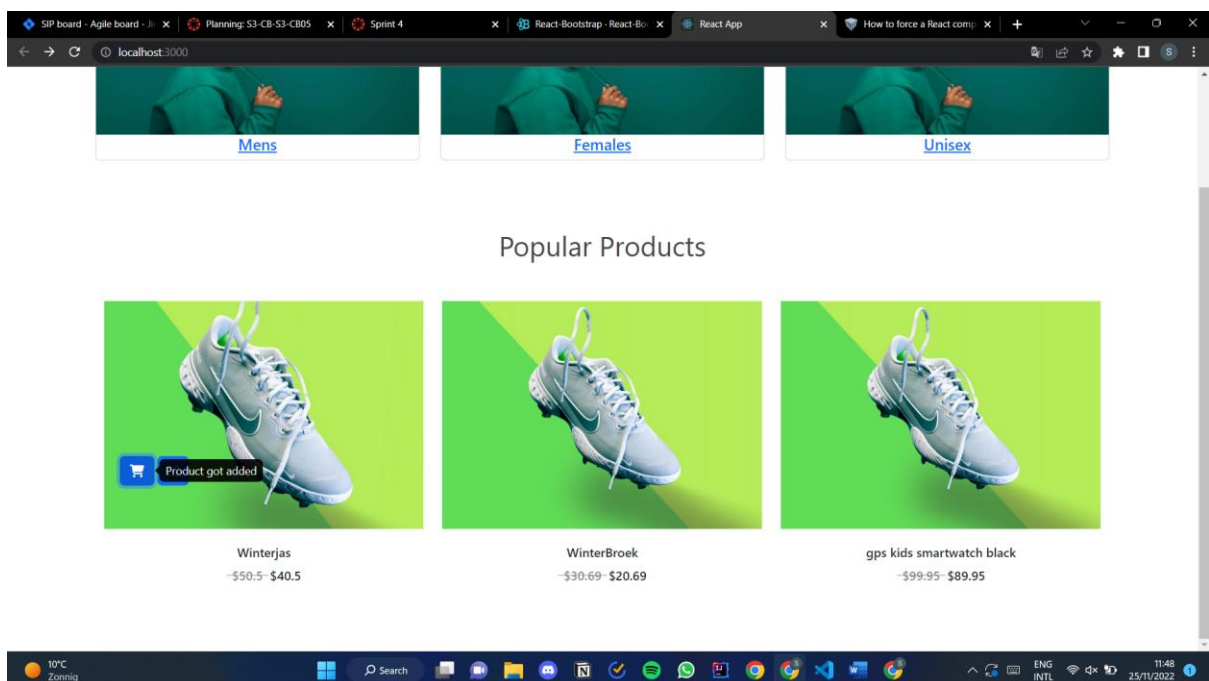 SIP board - Agile board - Ji
Planning: S3-CB-S3-CB05
Sprint 4
React-Bootstrap · React-Bo
React App
How to force a React comp
localhost:3000
S
Mens
Females
Unisex
Popular Products
Product got added
Winterjas
WinterBroek
gps kids smartwatch black
$50.5 $40.5
$30.69 $20.69
$99.95 $89.95
10°C
Zonnig
Search
ENG
INTL
11:48
25/11/2022
1